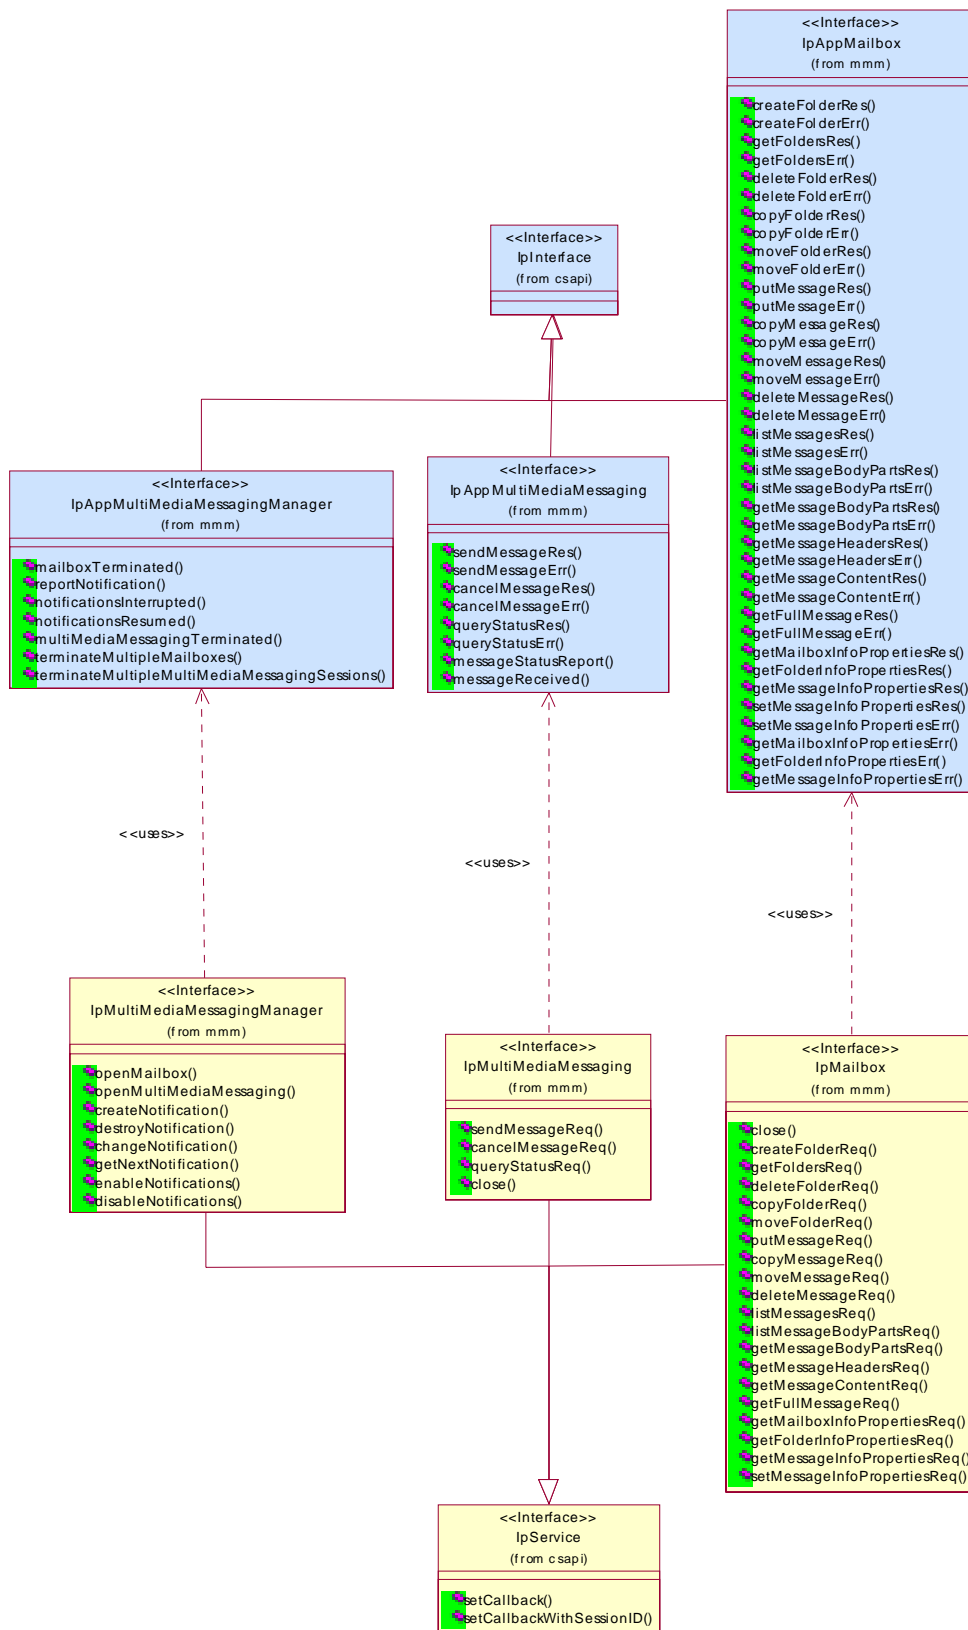 <<Interface>>
IpAppMailbox
(from mmm)
createFolderRes()
createFolderErr()
getFoldersRes()
getFoldersErr()
deleteFolderRes()
deleteFolderErr()
copyFolderRes()
copyFolderErr()
moveFolderRes()
moveFolderErr()
putMessageRes()
putMessageErr()
copyMessageRes()
copyMessageErr()
moveMessageRes()
moveMessageErr()
deleteMessageRes()
deleteMessageErr()
listMessagesRes()
listMessagesErr()
listMessageBodyPartsRes()
listMessageBodyPartsErr()
getMessageBodyPartsRes()
getMessageBodyPartsErr()
getMessageHeadersRes()
getMessageHeadersErr()
getMessageContentRes()
getMessageContentErr()
getFullMessageRes()
getFullMessageErr()
getMailboxInfoPropertiesRes()
getFolderInfoPropertiesRes()
getMessageInfoPropertiesRes()
setMessageInfoPropertiesRes()
setMessageInfoPropertiesErr()
getMailboxInfoPropertiesErr()
getFolderInfoPropertiesErr()
getMessageInfoPropertiesErr()
<<Interface>>
IpInterface
(from csapi)
<<Interface>>
IpAppMultiMediaMessagingManager
(from mmm)
mailboxTerminated()
reportNotification()
notificationsInterrupted()
notificationsResumed()
multiMediaMessagingTerminated()
terminateMultipleMailboxes()
terminateMultipleMultiMediaMessagingSessions()
<<Interface>>
IpAppMultiMediaMessaging
(from mmm)
sendMessageRes()
sendMessageErr()
cancelMessageRes()
cancelMessageErr()
queryStatusRes()
queryStatusErr()
messageStatusReport()
messageReceived()
<<uses>>
<<uses>>
<<uses>>
<<Interface>>
IpMultiMediaMessagingManager
(from mmm)
openMailbox()
openMultiMediaMessaging()
createNotification()
destroyNotification()
changeNotification()
getNextNotification()
enableNotifications()
disableNotifications()
<<Interface>>
IpMultiMediaMessaging
(from mmm)
sendMessageReq()
cancelMessageReq()
queryStatusReq()
close()
<<Interface>>
IpMailbox
(from mmm)
close()
createFolderReq()
getFoldersReq()
deleteFolderReq()
copyFolderReq()
moveFolderReq()
putMessageReq()
copyMessageReq()
moveMessageReq()
deleteMessageReq()
listMessagesReq()
listMessageBodyPartsReq()
getMessageBodyPartsReq()
getMessageHeadersReq()
getMessageContentReq()
getFullMessageReq()
getMailboxInfoPropertiesReq()
getFolderInfoPropertiesReq()
getMessageInfoPropertiesReq()
setMessageInfoPropertiesReq()
<<Interface>>
IpService
(from csapi)
setCallback()
setCallbackWithSessionID()